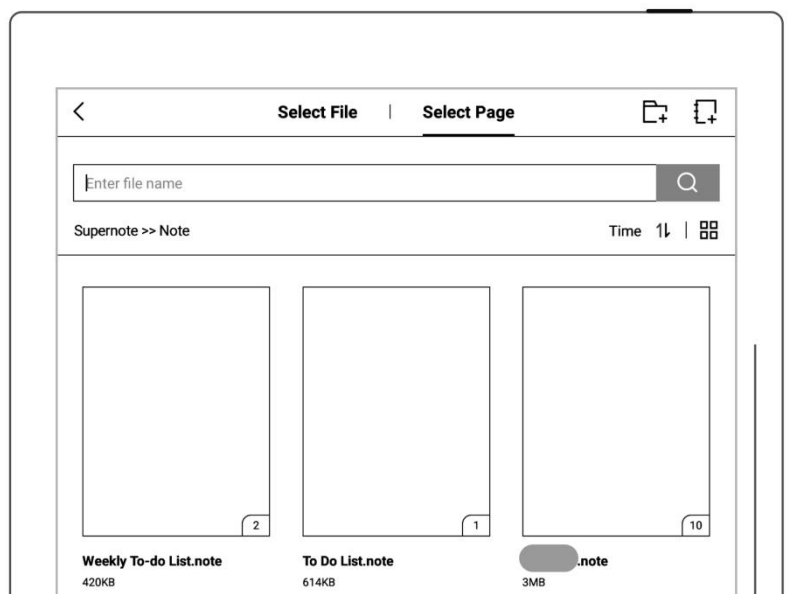 Select File | Select Page
Enter file name
Supernote >> Note
Time
2
1
10
Weekly To-do List.note
To Do List.note
.note
420KB
614KB
3MB